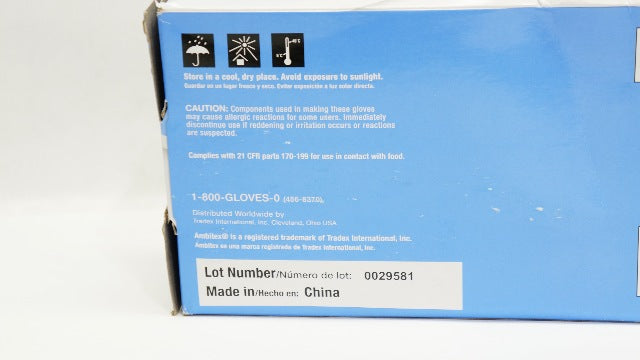 Store in a cool, dry place. Avoid exposure to sunlight.
Guardar en un lugar fresco y seco. Evitar exposición a luz solar directa.
CAUTION: Components used in making these gloves
may cause allergic reactions for some users. Immediately
discontinue use if reddening or irritation occurs or reactions
are suspected.
Complies with 21 CFR parts 170-199 for use in contact with food.
1-800-GLOVES-0 (456-8370).
Distributed Worldwide by
Tradex International, Inc. Cleveland, Ohio USA
Ambitex® is a registered trademark of Tradex International, Inc.
Ambitex es una marca registrada de Tradex International, Inc.
Lot Number/Número de lot: 0029581
Made in/Hecho en: China